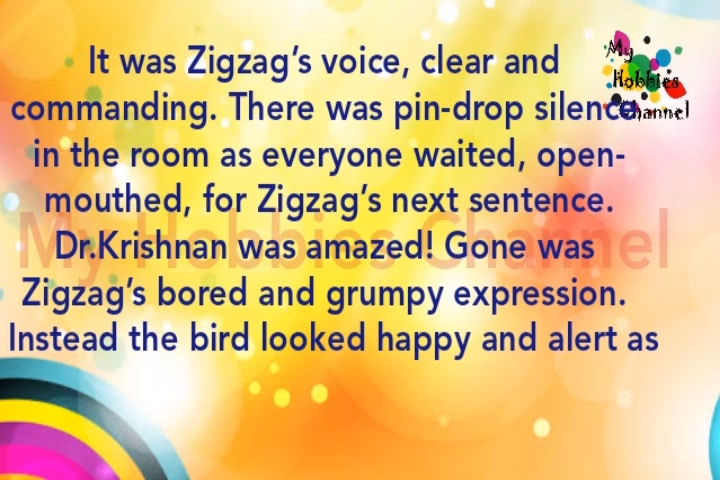 It was Zigzag's voice, clear and
commanding. There was pin-drop silence
in the room as everyone waited, open-
mouthed, for Zigzag's next sentence.
Dr.Krishnan was amazed! Gone was
Zigzag's bored and grumpy expression.
Instead the bird looked happy and alert as
My Hobbies Channel
My
Hobbies
Channel